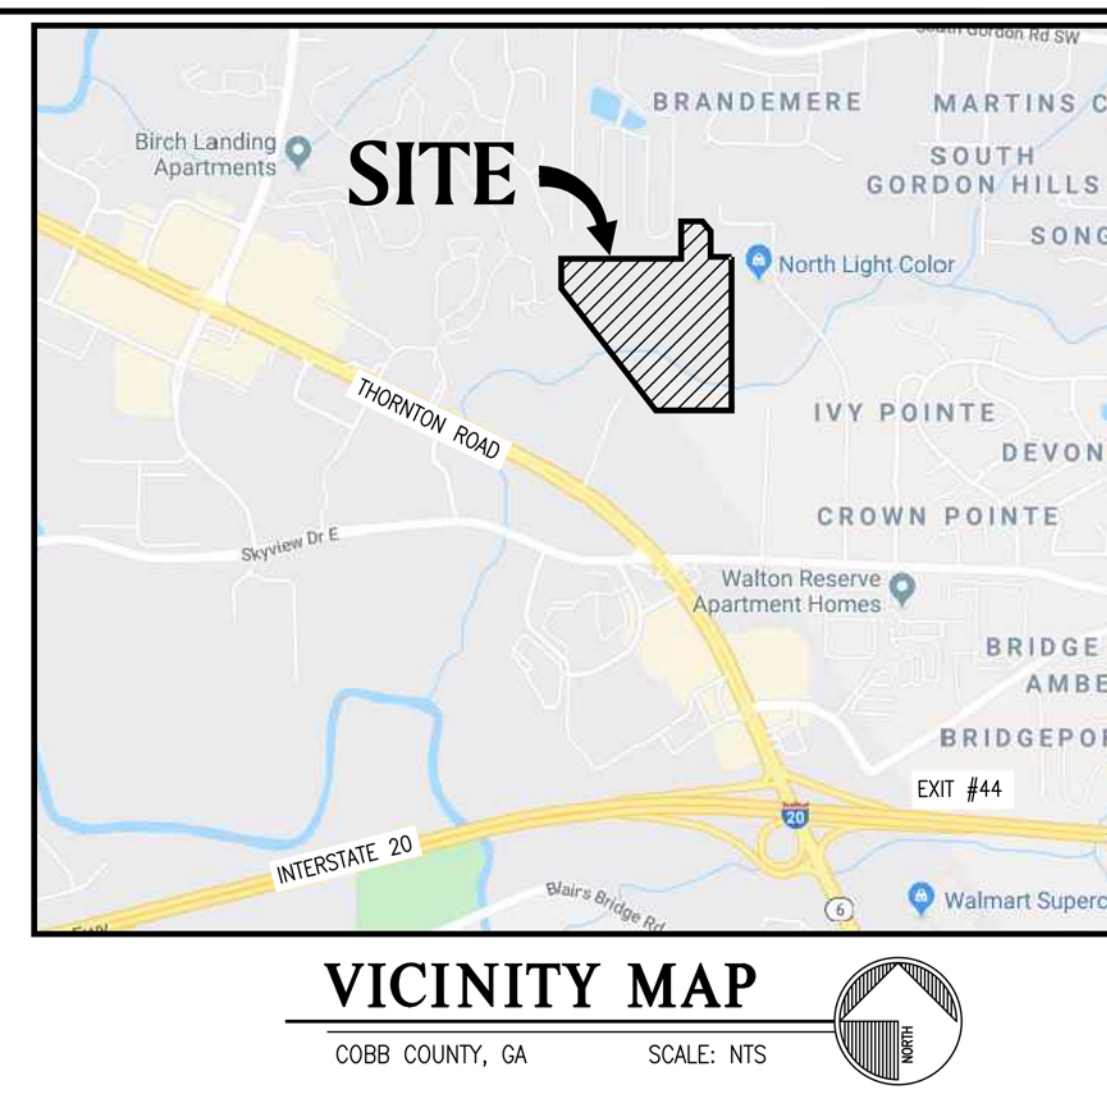 South Gordon Rd SW
BRANDEMERE
MARTINS C
Birch Landing
Apartments
SITE
SOUTH
GORDON HILLS
SONG
North Light Color
THORNTON ROAD
IVY POINTE
DEVON
CROWN POINTE
Skyview Dr E
Walton Reserve
Apartment Homes
BRIDGE
AMBE
BRIDGEPOR
EXIT #44
20
INTERSTATE 20
Blairs Bridge Rd
6
Walmart Superc
VICINITY MAP
COBB COUNTY, GA
SCALE: NTS
NORTH